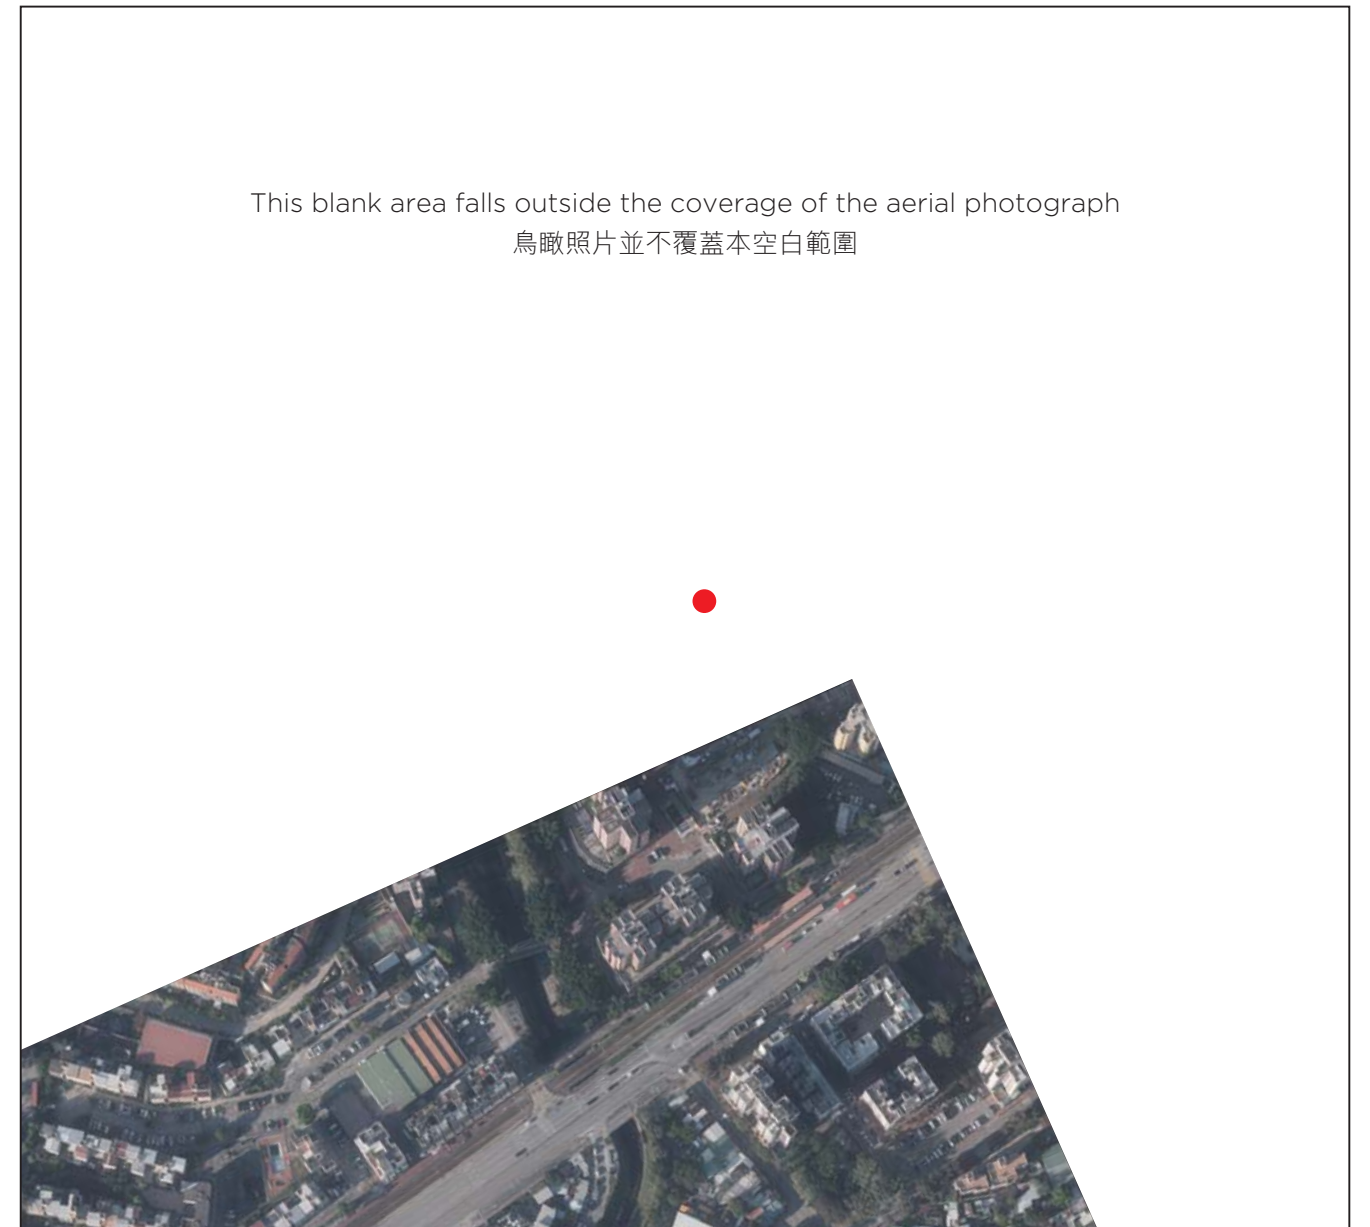 This blank area falls outside the coverage of the aerial photograph
鳥瞰照片並不覆蓋本空白範圍